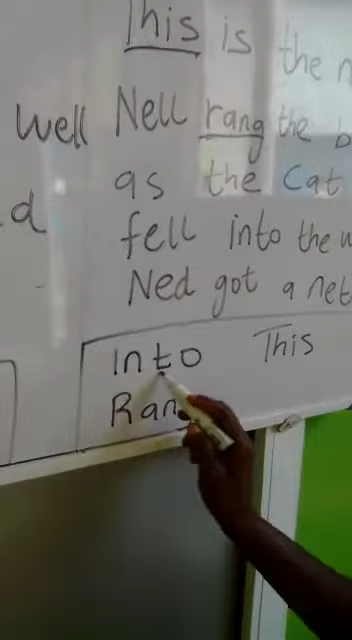 This is the
well Nell rang the
d as the Cat
fell into the
Ned got a net
Into This
Ran